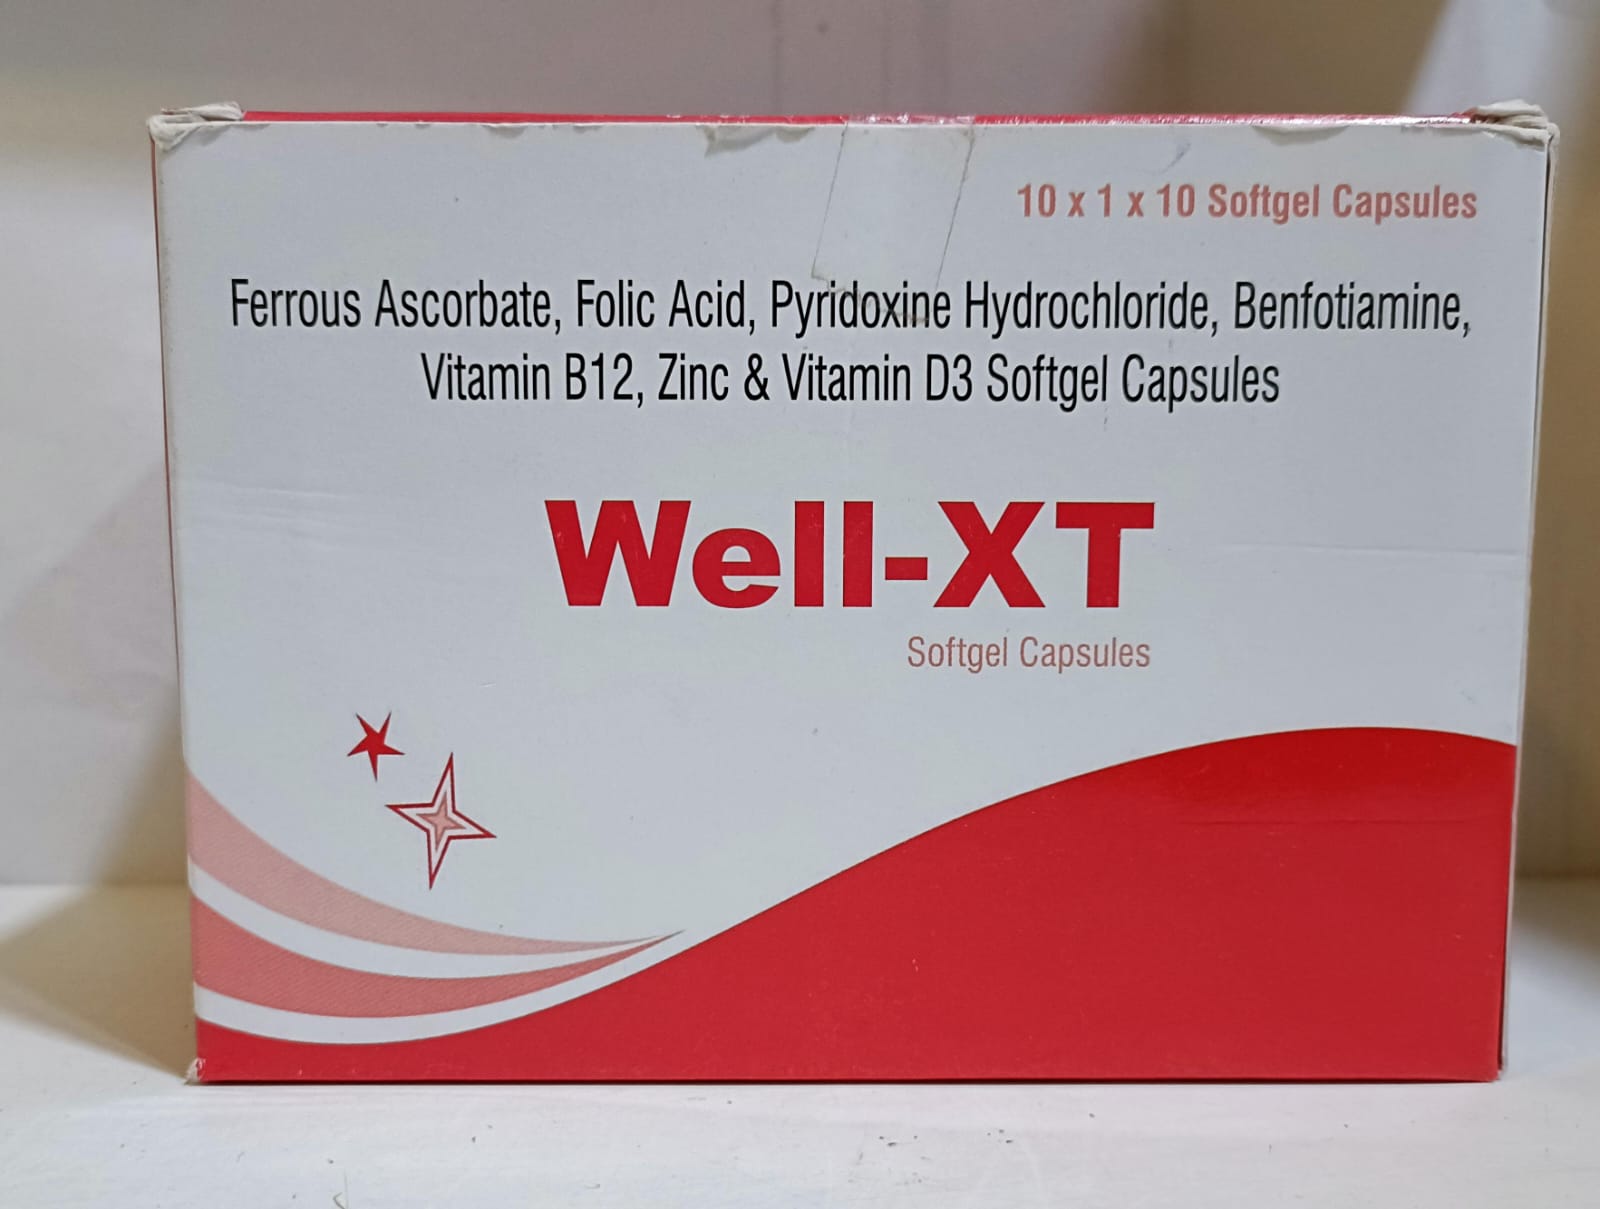 10 x 1 x 10 Softgel Capsules
Ferrous Ascorbate, Folic Acid, Pyridoxine Hydrochloride, Benfotiamine,
Vitamin B12, Zinc & Vitamin D3 Softgel Capsules
Well-XT
Softgel Capsules